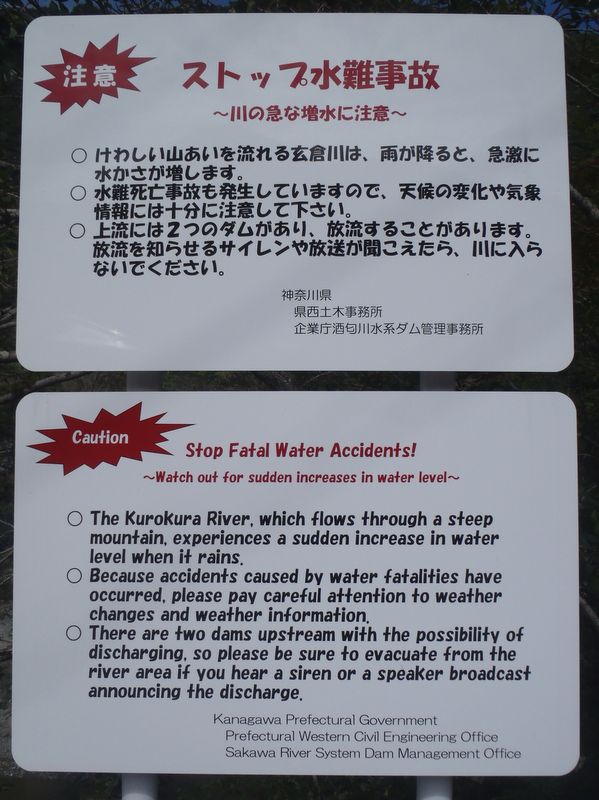 注意
ストップ水難事故
～川の急な増水に注意～
○ けわしい山あいを流れる玄倉川は、雨が降ると、急激に
水かさが増します。
○ 水難死亡事故も発生していますので、天候の変化や気象
情報には十分に注意して下さい。
○ 上流には２つのダムがあり、放流することがあります。
放流を知らせるサイレンや放送が聞こえたら、川に入ら
ないでください。
神奈川県
県西土木事務所
企業庁酒匂川水系ダム管理事務所
Caution
Stop Fatal Water Accidents!
～Watch out for sudden increases in water level～
○ The Kurokura River, which flows through a steep
mountain, experiences a sudden increase in water
level when it rains.
○ Because accidents caused by water fatalities have
occurred, please pay careful attention to weather
changes and weather information.
○ There are two dams upstream with the possibility of
discharging, so please be sure to evacuate from the
river area if you hear a siren or a speaker broadcast
announcing the discharge.
Kanagawa Prefectural Government
Prefectural Western Civil Engineering Office
Sakawa River System Dam Management Office